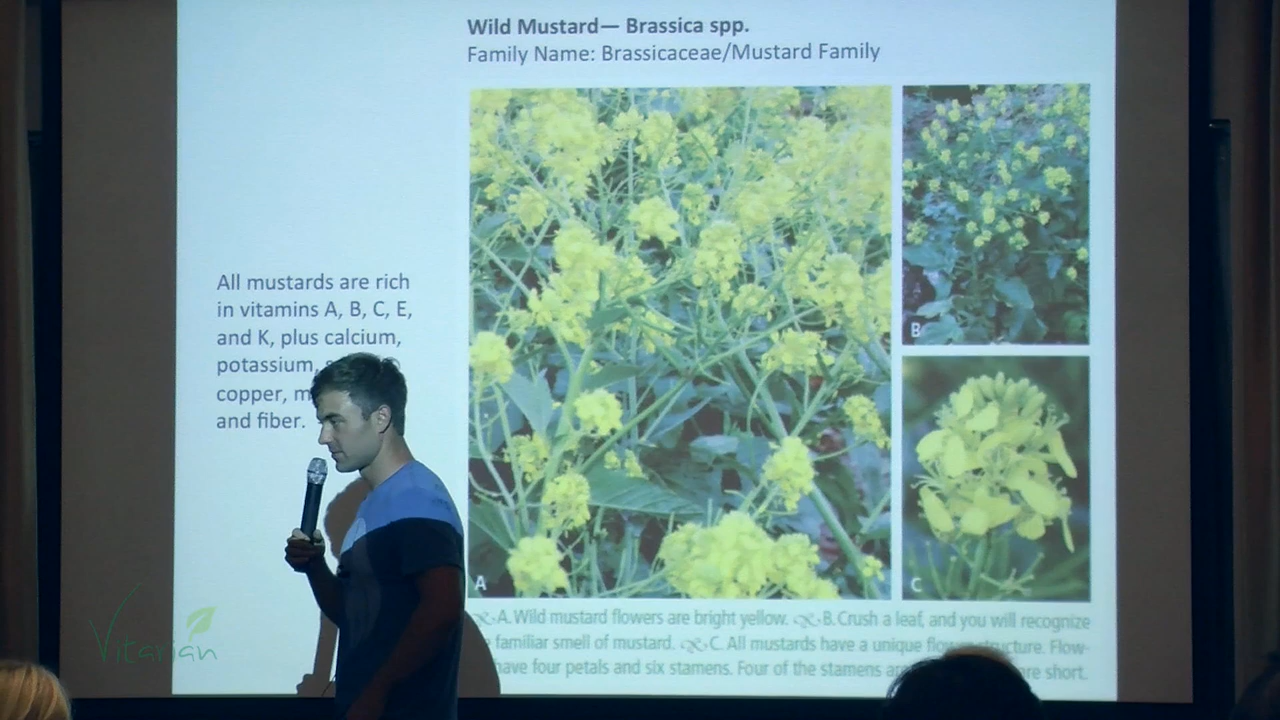 Wild Mustard— Brassica spp.
Family Name: Brassicaceae/Mustard Family
All mustards are rich
in vitamins A, B, C, E,
and K, plus calcium,
potassium,
copper,
and fiber.
A
B
C
A. Wild mustard flowers are bright yellow. B. Crush a leaf, and you will recognize
familiar smell of mustard. C. All mustards have a unique flower structure. Flow-
have four petals and six stamens. Four of the stamens are short.
Vitarian